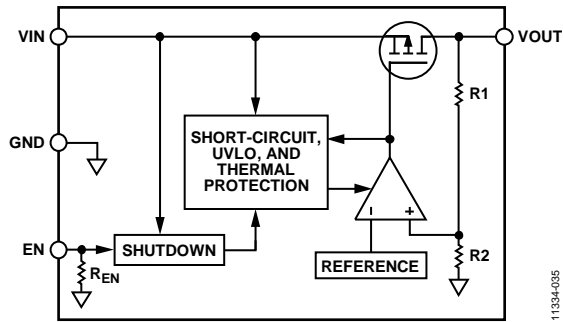 VIN
VOUT
R1
GND
SHORT-CIRCUIT,
UVLO, AND
THERMAL
PROTECTION
– +
EN
SHUTDOWN
R2
REN
REFERENCE
11334-035